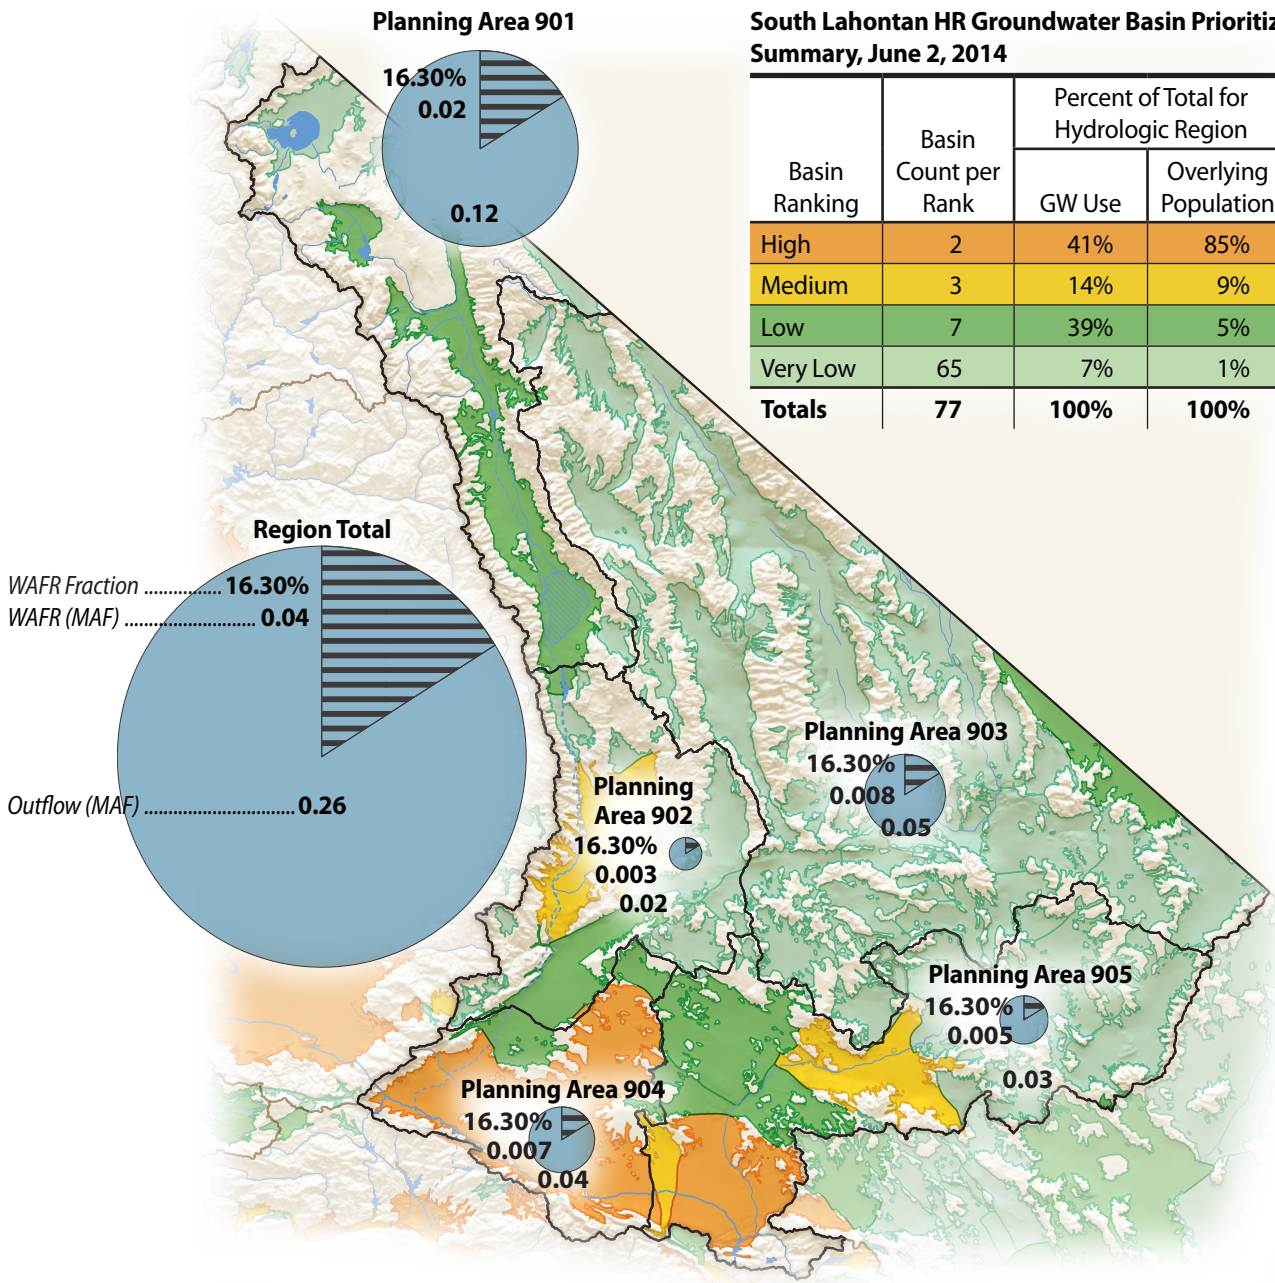 Planning Area 901
16.30%
0.02
0.12
South Lahontan HR Groundwater Basin Prioritiz
Summary, June 2, 2014
Basin Ranking
Basin Count per Rank
Percent of Total for Hydrologic Region
GW Use
Overlying Population
High 2 41% 85%
Medium 3 14% 9%
Low 7 39% 5%
Very Low 65 7% 1%
Totals 77 100% 100%
Region Total
WAFR Fraction ............... 16.30%
WAFR (MAF) ......................... 0.04
Outflow (MAF) .................................. 0.26
Planning Area 903
16.30%
0.008
0.05
Planning
Area 902
16.30%
0.003
0.02
Planning Area 905
16.30%
0.005
0.03
Planning Area 904
16.30%
0.007
0.04